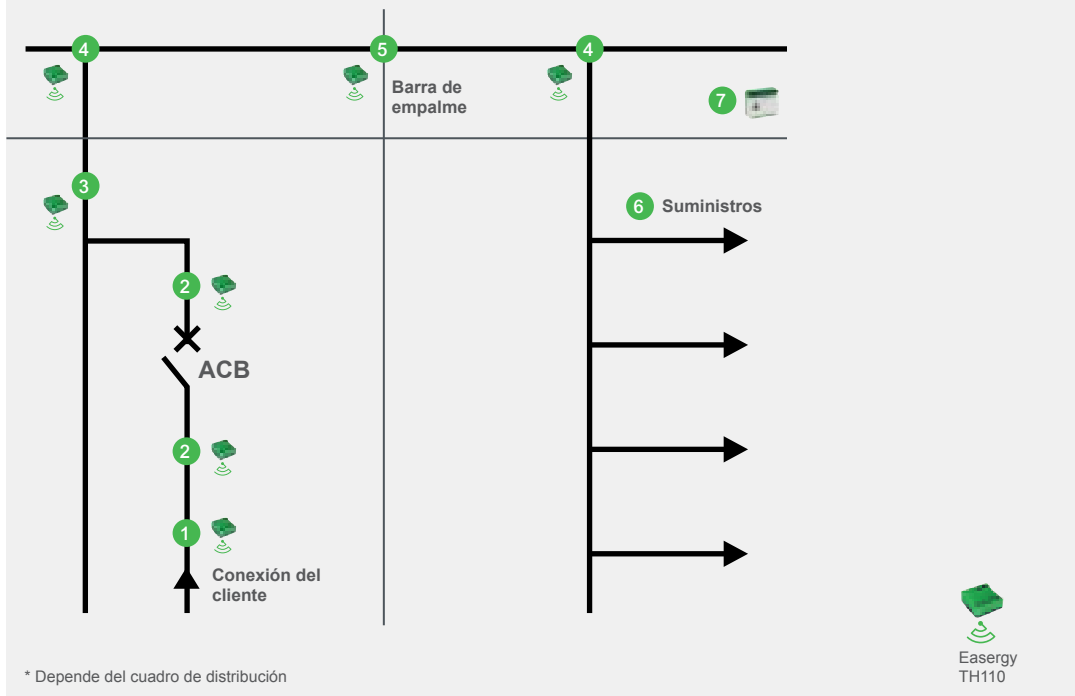 4
5
4
Barra de
empalme
7
3
6 Suministros
2
ACB
2
1
Conexión del
cliente
Easergy
TH110
* Depende del cuadro de distribución